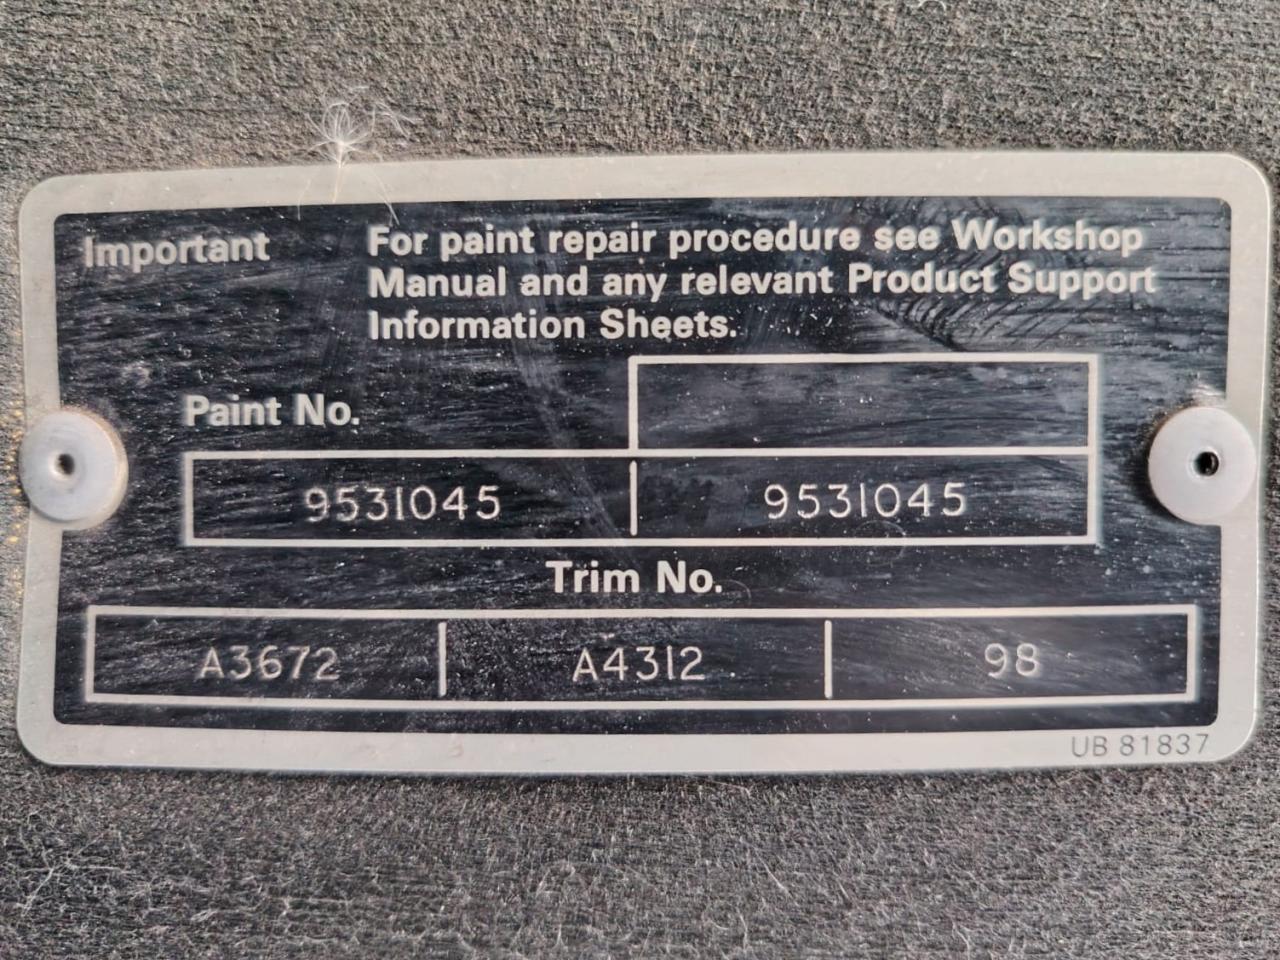 Important For paint repair procedure see Workshop
Manual and any relevant Product Support
Information Sheets.
Paint No.
9531045 9531045
Trim No.
A3672 A4312 98
UB 81837